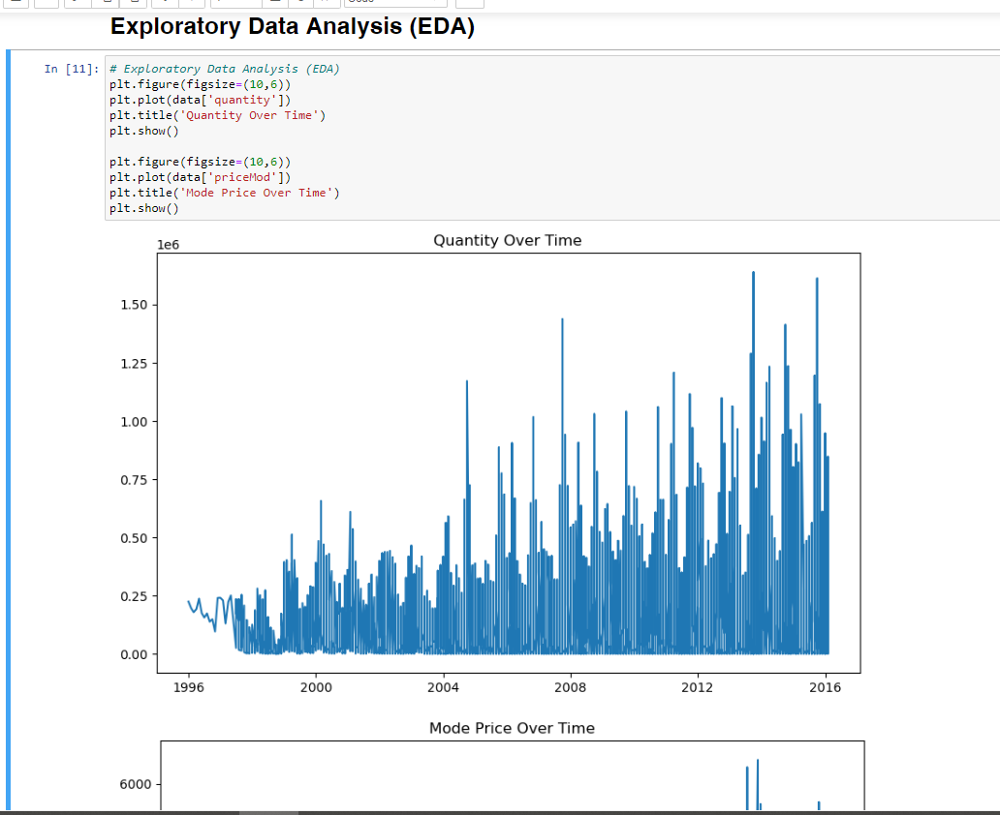 Exploratory Data Analysis (EDA)
In [11]:
# Exploratory Data Analysis (EDA)
plt.figure(figsize=(10,6))
plt.plot(data['quantity'])
plt.title('Quantity Over Time')
plt.show()
plt.figure(figsize=(10,6))
plt.plot(data['priceMod'])
plt.title('Mode Price Over Time')
plt.show()
Quantity Over Time
1e6
1.50
1.25
1.00
0.75
0.50
0.25
0.00
1996 2000 2004 2008 2012 2016
Mode Price Over Time
6000